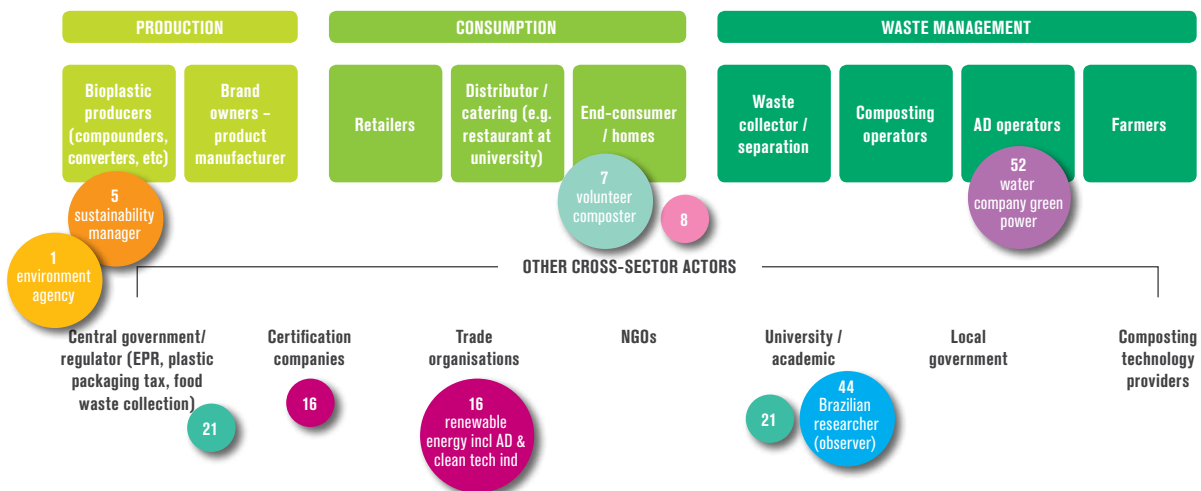 PRODUCTION
CONSUMPTION
WASTE MANAGEMENT
Bioplastic
producers
(compounders,
converters, etc)
Brand
owners –
product
manufacturer
Retailers
Distributor /
catering (e.g.
restaurant at
university)
End-consumer
/ homes
Waste
collector /
separation
Composting
operators
AD operators
Farmers
5
sustainability
manager
7
volunteer
composter
8
52
water
company green
power
1
environment
agency
OTHER CROSS-SECTOR ACTORS
Central government/
regulator (EPR, plastic
packaging tax, food
waste collection)
21
Certification
companies
16
Trade
organisations
16
renewable
energy incl AD &
clean tech ind
NGOs
University /
academic
21
44
Brazilian
researcher
(observer)
Local
government
Composting
technology
providers